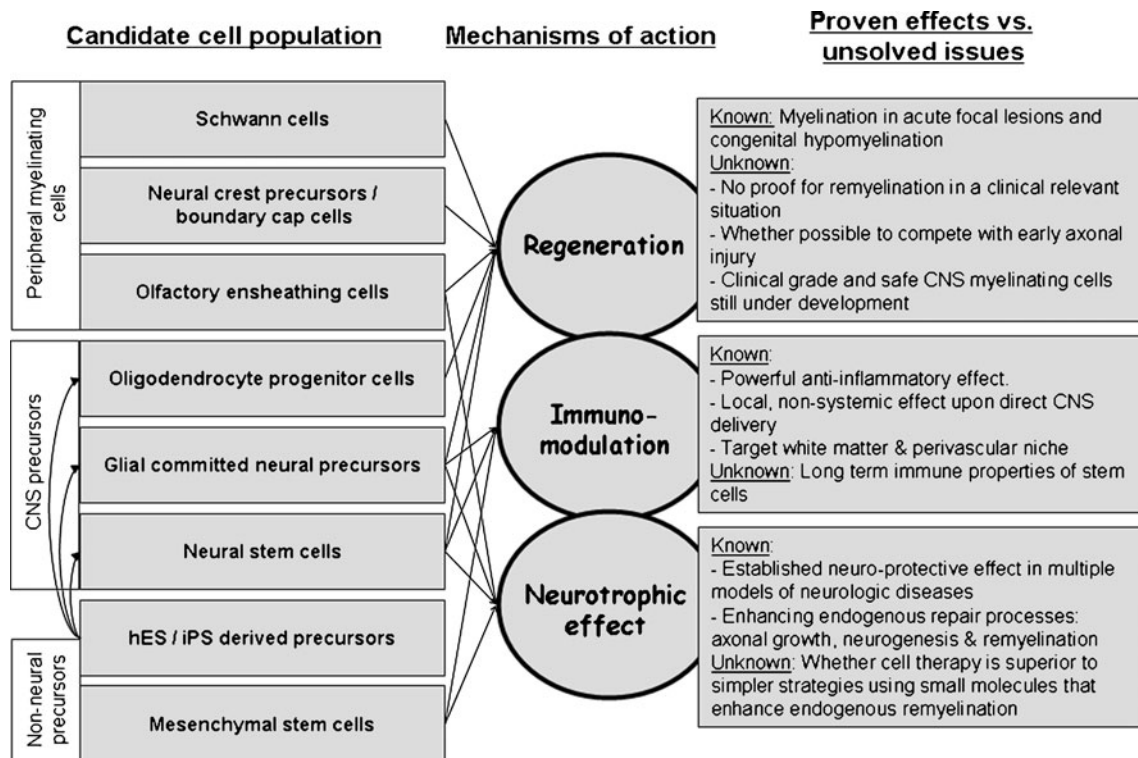 Candidate cell population
Mechanisms of action
Proven effects vs.
unsolved issues
Peripheral myelinating
cells
Schwann cells
Neural crest precursors /
boundary cap cells
Olfactory ensheathing cells
CNS precursors
Oligodendrocyte progenitor cells
Glial committed neural precursors
Neural stem cells
Non-neural
precursors
hES / iPS derived precursors
Mesenchymal stem cells
Regeneration
Immuno-
modulation
Neurotrophic
effect
Known: Myelination in acute focal lesions and
congenital hypomyelination
Unknown:
- No proof for remyelination in a clinical relevant
situation
- Whether possible to compete with early axonal
injury
- Clinical grade and safe CNS myelinating cells
still under development
Known:
- Powerful anti-inflammatory effect.
- Local, non-systemic effect upon direct CNS
delivery
- Target white matter & perivascular niche
Unknown: Long term immune properties of stem
cells
Known:
- Established neuro-protective effect in multiple
models of neurologic diseases
- Enhancing endogenous repair processes:
axonal growth, neurogenesis & remyelination
Unknown: Whether cell therapy is superior to
simpler strategies using small molecules that
enhance endogenous remyelination